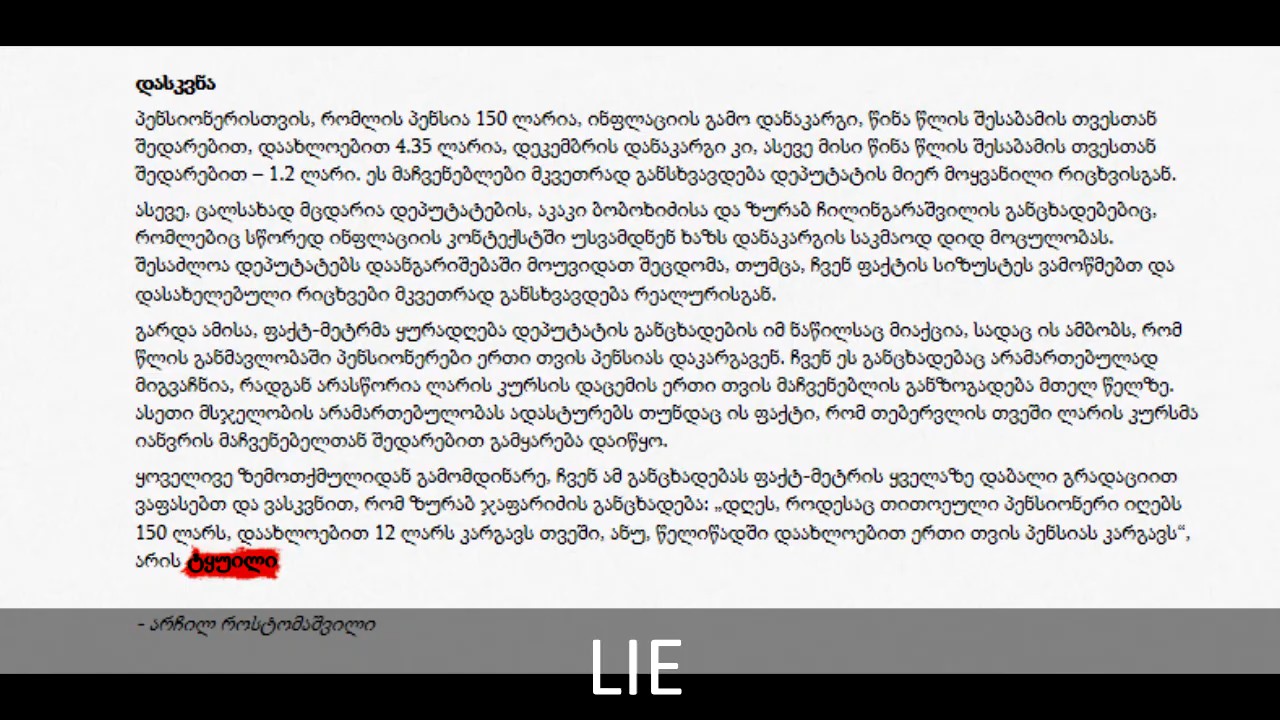 დასკვნა
პენსიონერისთვის, რომლის პენსია 150 ლარია, ინფლაციის გამო დანაკარგი, წინა წლის შესაბამის თვესთან
შედარებით, დაახლოებით 4.35 ლარია, დეკემბრის დანაკარგი კი, ასევე მისი წინა წლის შესაბამის თვესთან
შედარებით – 1.2 ლარი. ეს მაჩვენებლები მკვეთრად განსხვავდება დეპუტატის მიერ მოყვანილი რიცხვისგან.
ასევე, ცალსახად მცდარია დეპუტატების, აკაკი ბობოხიძისა და ზურაბ ჩილინგარაშვილის განცხადებებიც,
რომლებიც სწორედ ინფლაციის კონტექსტში უსვამდნენ ხაზს დანაკარგის საკმაოდ დიდ მოცულობას.
შესაძლოა დეპუტატებს დაანგარიშებაში მოუვიდათ შეცდომა, თუმცა, ჩვენ ფაქტის სიზუსტეს ვამოწმებთ და
დასახელებული რიცხვები მკვეთრად განსხვავდება რეალურისგან.
გარდა ამისა, ფაქტ-მეტრმა ყურადღება დეპუტატის განცხადების იმ ნაწილსაც მიაქცია, სადაც ის ამბობს, რომ
წლის განმავლობაში პენსიონერები ერთი თვის პენსიას დაკარგავენ. ჩვენ ეს განცხადებაც არამართებულად
მიგვაჩნია, რადგან არასწორია ლარის კურსის დაცემის ერთი თვის მაჩვენებლის განზოგადება მთელ წელზე.
ასეთი მსჯელობის არამართებულობას ადასტურებს თუნდაც ის ფაქტი, რომ თებერვლის თვეში ლარის კურსმა
იანვრის მაჩვენებელთან შედარებით გამყარება დაიწყო.
ყოველივე ზემოთქმულიდან გამომდინარე, ჩვენ ამ განცხადებას ფაქტ-მეტრის ყველაზე დაბალი გრადაციით
ვაფასებთ და ვასკვნით, რომ ზურაბ ჯაფარიძის განცხადება: „დღეს, როდესაც თითოეული პენსიონერი იღებს
150 ლარს, დაახლოებით 12 ლარს კარგავს თვეში, ანუ, წელიწადში დაახლოებით ერთი თვის პენსიას კარგავს“,
არის ტყუილი
- არჩილ როსტომაშვილი
LIE